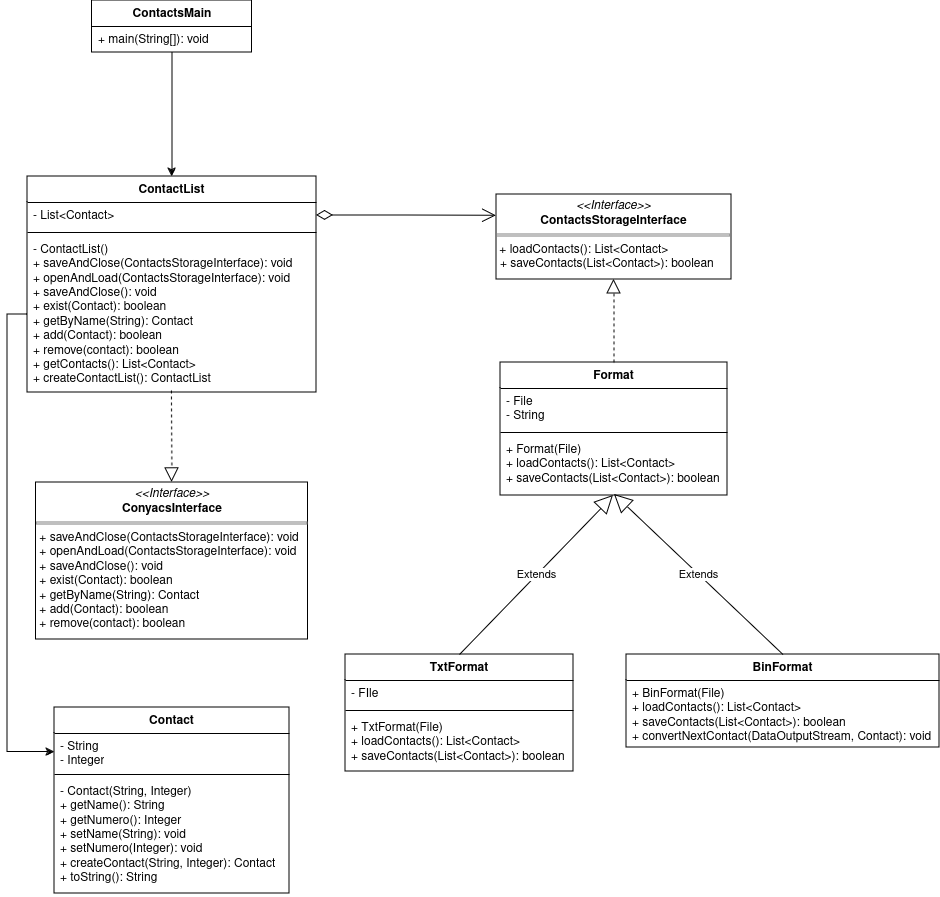 ContactsMain
+ main(String[]): void
ContactList
- List<Contact>
- ContactList()
+ saveAndClose(ContactsStorageInterface): void
+ openAndLoad(ContactsStorageInterface): void
+ saveAndClose(): void
+ exist(Contact): boolean
+ getByName(String): Contact
+ add(Contact): boolean
+ remove(contact): boolean
+ getContacts(): List<Contact>
+ createContactList(): ContactList
<<Interface>>
ContactsStorageInterface
+ loadContacts(): List<Contact>
+ saveContacts(List<Contact>): boolean
Format
- File
- String
+ Format(File)
+ loadContacts(): List<Contact>
+ saveContacts(List<Contact>): boolean
<<Interface>>
ConyacsInterface
+ saveAndClose(ContactsStorageInterface): void
+ openAndLoad(ContactsStorageInterface): void
+ saveAndClose(): void
+ exist(Contact): boolean
+ getByName(String): Contact
+ add(Contact): boolean
+ remove(contact): boolean
Extends
Extends
TxtFormat
- FIle
+ TxtFormat(File)
+ loadContacts(): List<Contact>
+ saveContacts(List<Contact>): boolean
BinFormat
+ BinFormat(File)
+ loadContacts(): List<Contact>
+ saveContacts(List<Contact>): boolean
+ convertNextContact(DataOutputStream, Contact): void
Contact
- String
- Integer
- Contact(String, Integer)
+ getName(): String
+ getNumero(): Integer
+ setName(String): void
+ setNumero(Integer): void
+ createContact(String, Integer): Contact
+ toString(): String